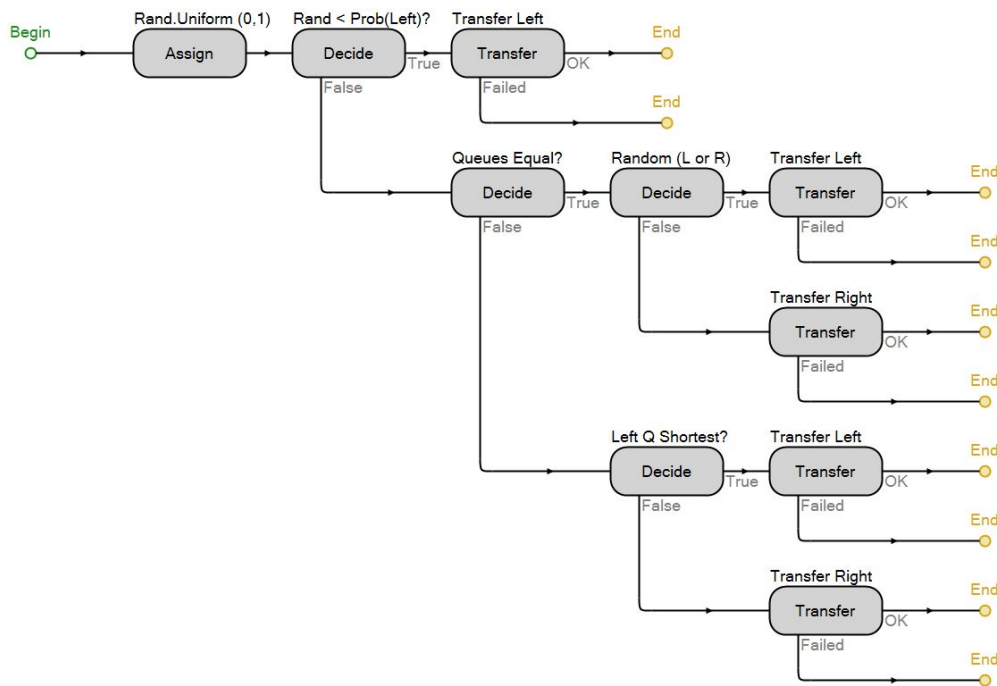 Rand.Uniform (0,1)
Rand < Prob(Left)?
Transfer Left
Begin
End
Assign
Decide
Transfer
True
OK
False
Failed
End
Queues Equal?
Random (L or R)
Transfer Left
End
Decide
Decide
Transfer
True
True
OK
False
False
Failed
End
Transfer Right
End
Transfer
OK
Failed
End
Left Q Shortest?
Transfer Left
End
Decide
Transfer
True
OK
False
Failed
End
Transfer Right
End
Transfer
OK
Failed
End